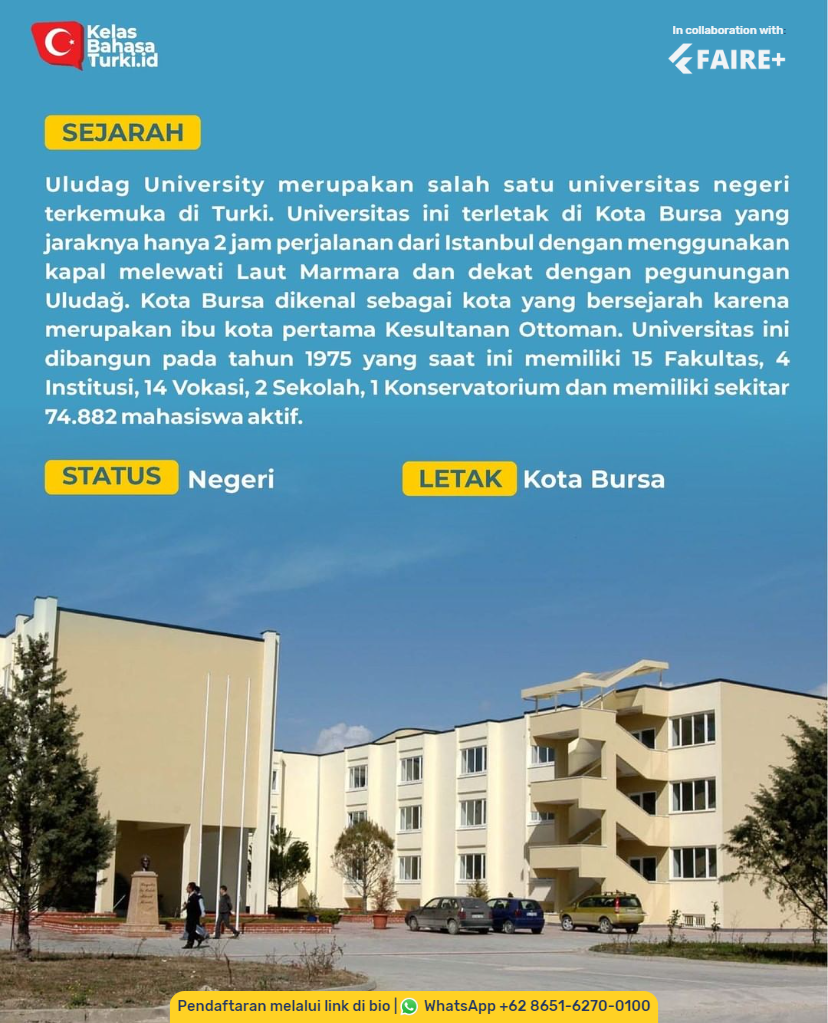 Kelas
Bahasa
Turki.id
In collaboration with:
FAIRE+
SEJARAH
Uludag University merupakan salah satu universitas negeri
terkemuka di Turki. Universitas ini terletak di Kota Bursa yang
jaraknya hanya 2 jam perjalanan dari Istanbul dengan menggunakan
kapal melewati Laut Marmara dan dekat dengan pegunungan
Uludağ. Kota Bursa dikenal sebagai kota yang bersejarah karena
merupakan ibu kota pertama Kesultanan Ottoman. Universitas ini
dibangun pada tahun 1975 yang saat ini memiliki 15 Fakultas, 4
Institusi, 14 Vokasi, 2 Sekolah, 1 Konservatorium dan memiliki sekitar
74.882 mahasiswa aktif.
STATUS Negeri
LETAK Kota Bursa
Pendaftaran melalui link di bio | WhatsApp +62 8651-6270-0100